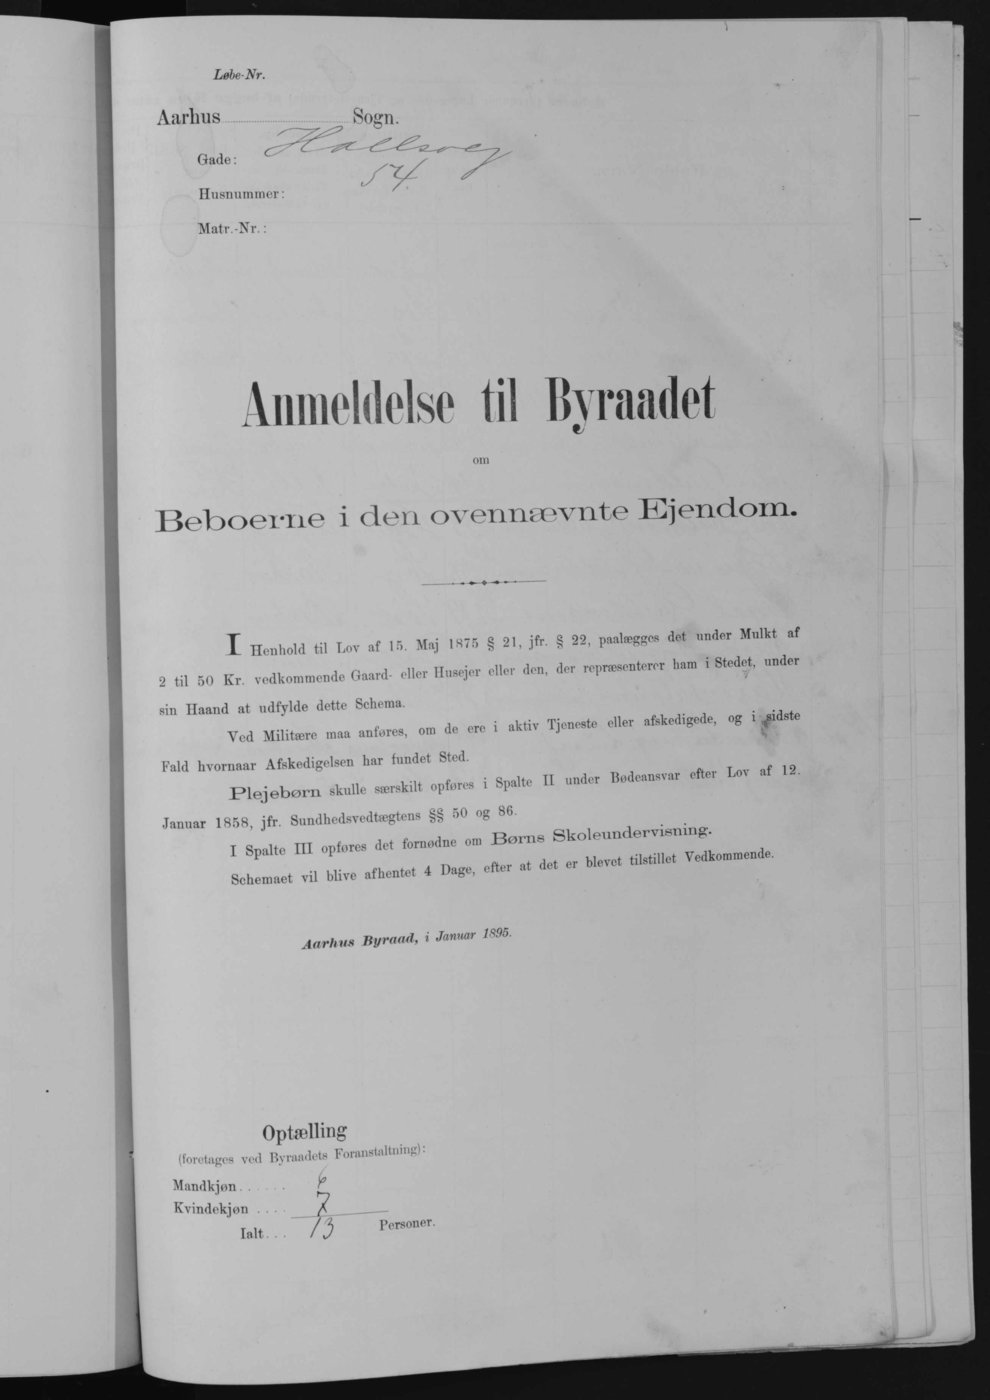 Løbe-Nr.
Aarhus Sogn.
Gade: Hallsvej
Husnummer: 54.
Matr.-Nr.:
Anmeldelse til Byraadet
om
Beboerne i den ovennævnte Ejendom.
I Henhold til Lov af 15. Maj 1875 § 21, jfr. § 22, paalægges det under Mulkt af
2 til 50 Kr. vedkommende Gaard- eller Husejer eller den, der repræsenterer ham i Stedet, under
sin Haand at udfylde dette Schema.
Ved Militære maa anføres, om de ere i aktiv Tjeneste eller afskedigede, og i sidste
Fald hvornaar Afskedigelsen har fundet Sted.
Plejebørn skulle særskilt opføres i Spalte II under Bødeansvar efter Lov af 12.
Januar 1858, jfr. Sundhedsvedtægtens §§ 50 og 86.
I Spalte III opføres det fornødne om Børns Skoleundervisning.
Schemaet vil blive afhentet 4 Dage, efter at det er blevet tilstillet Vedkommende.
Aarhus Byraad, i Januar 1895.
Optælling
(foretages ved Byraadets Foranstaltning):
Mandkjøn...... 6
Kvindekjøn .... 7
Ialt... 13 Personer.